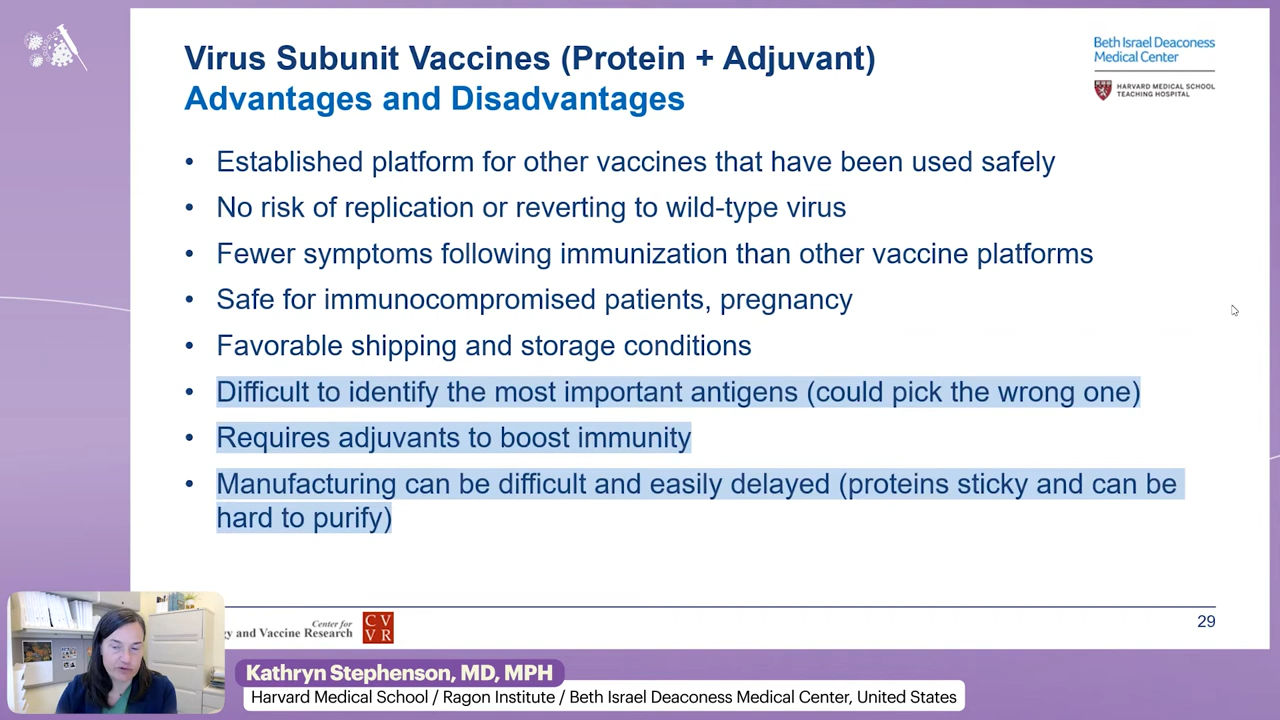 Virus Subunit Vaccines (Protein + Adjuvant)
Advantages and Disadvantages
Beth Israel Deaconess
Medical Center
HARVARD MEDICAL SCHOOL
TEACHING HOSPITAL
• Established platform for other vaccines that have been used safely
• No risk of replication or reverting to wild-type virus
• Fewer symptoms following immunization than other vaccine platforms
• Safe for immunocompromised patients, pregnancy
• Favorable shipping and storage conditions
• Difficult to identify the most important antigens (could pick the wrong one)
• Requires adjuvants to boost immunity
• Manufacturing can be difficult and easily delayed (proteins sticky and can be
hard to purify)
Center for
and Vaccine Research
CV
VR
29
Kathryn Stephenson, MD, MPH
Harvard Medical School / Ragon Institute / Beth Israel Deaconess Medical Center, United States